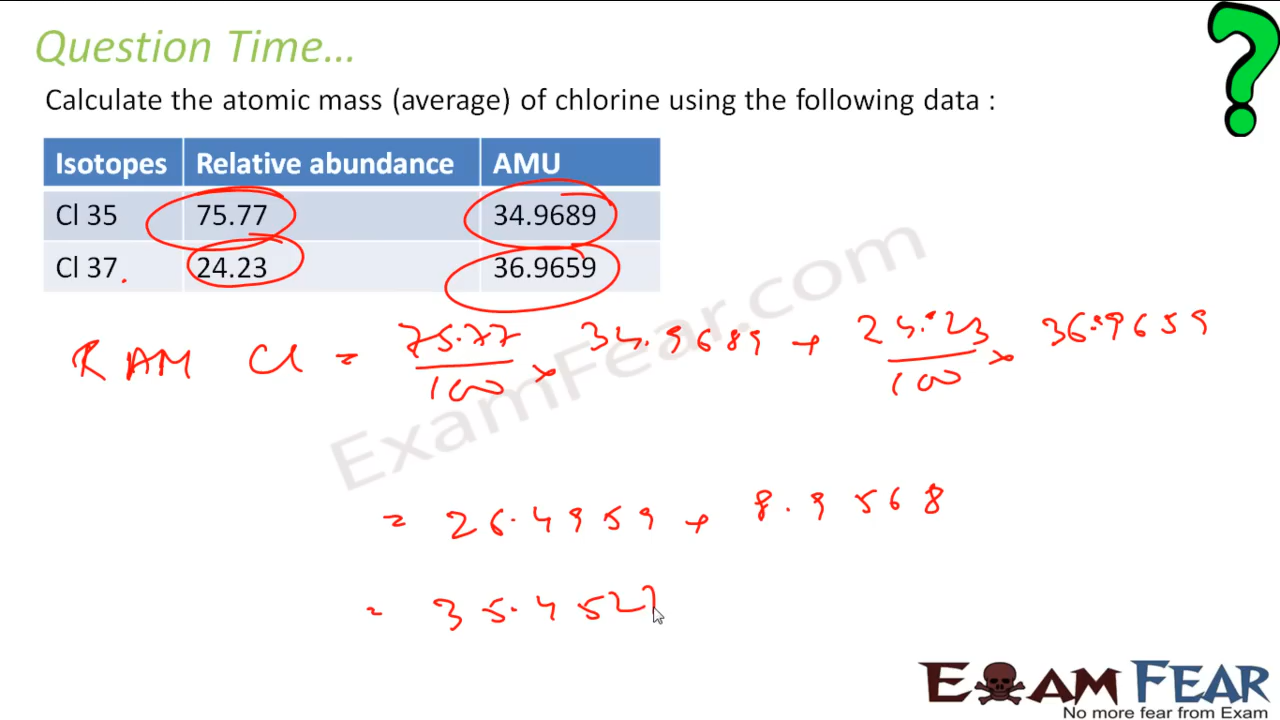 Question Time…
Calculate the atomic mass (average) of chlorine using the following data :
Isotopes Relative abundance AMU
Cl 35 75.77 34.9689
Cl 37 24.23 36.9659
RAM Cl = 75.77/100 × 34.9689 + 24.23/100 × 36.9659
= 26.4959 + 8.9568
= 35.4527
ExamFear.com
EXAM FEAR
No more fear from Exam